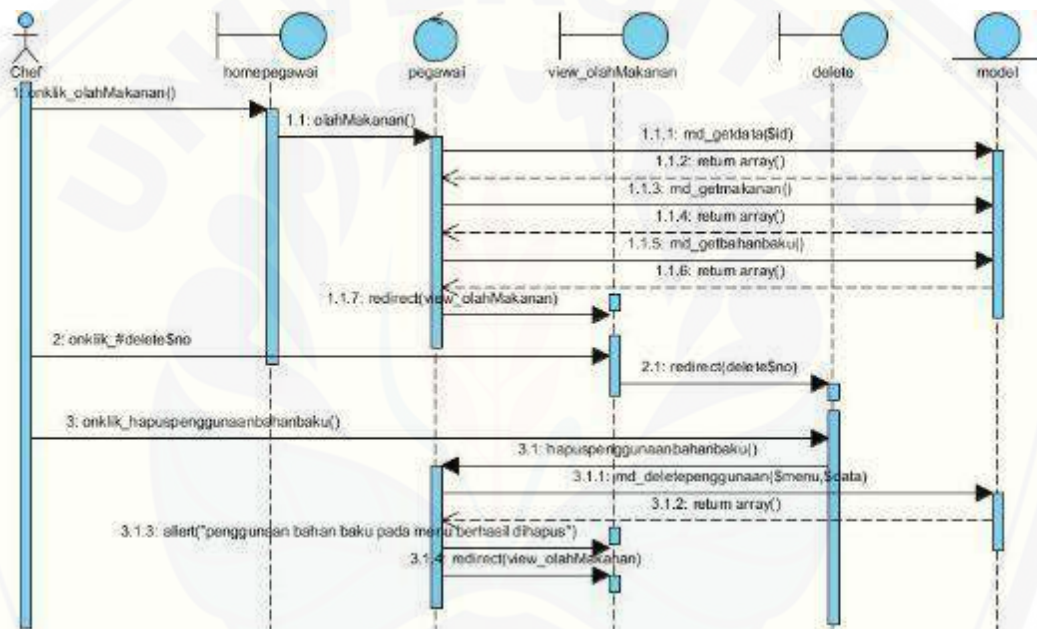 Chef
homepegawai
pegawai
view_olahMakanan
delete
model
1: onklik_olahMakanan()
1.1: olahMakanan()
1.1.1: md_getdata($id)
1.1.2: return array()
1.1.3: md_getmakanan()
1.1.4: return array()
1.1.5: md_getbahanbaku()
1.1.6: return array()
1.1.7: redirect(view_olahMakanan)
2: onklik_#delete$no
2.1: redirect(delete$no)
3: onklik_hapuspenggunaanbahanbaku()
3.1: hapuspenggunaanbahanbaku()
3.1.1: md_deletepenggunaan($menu,$data)
3.1.2: return array()
3.1.3: allert("penggunaan bahan baku pada menu berhasil dihapus")
3.1.4: redirect(view_olahMakanan)